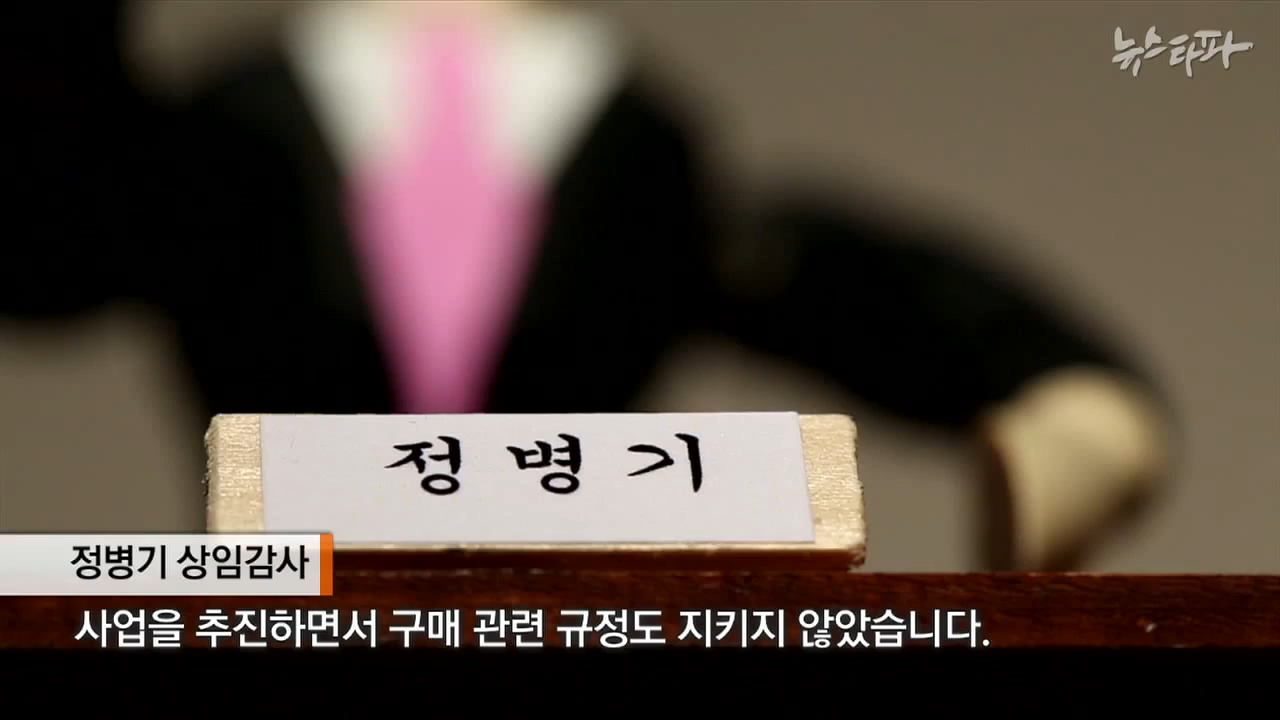 뉴스타파
정병기
정병기 상임감사
사업을 추진하면서 구매 관련 규정도 지키지 않았습니다.